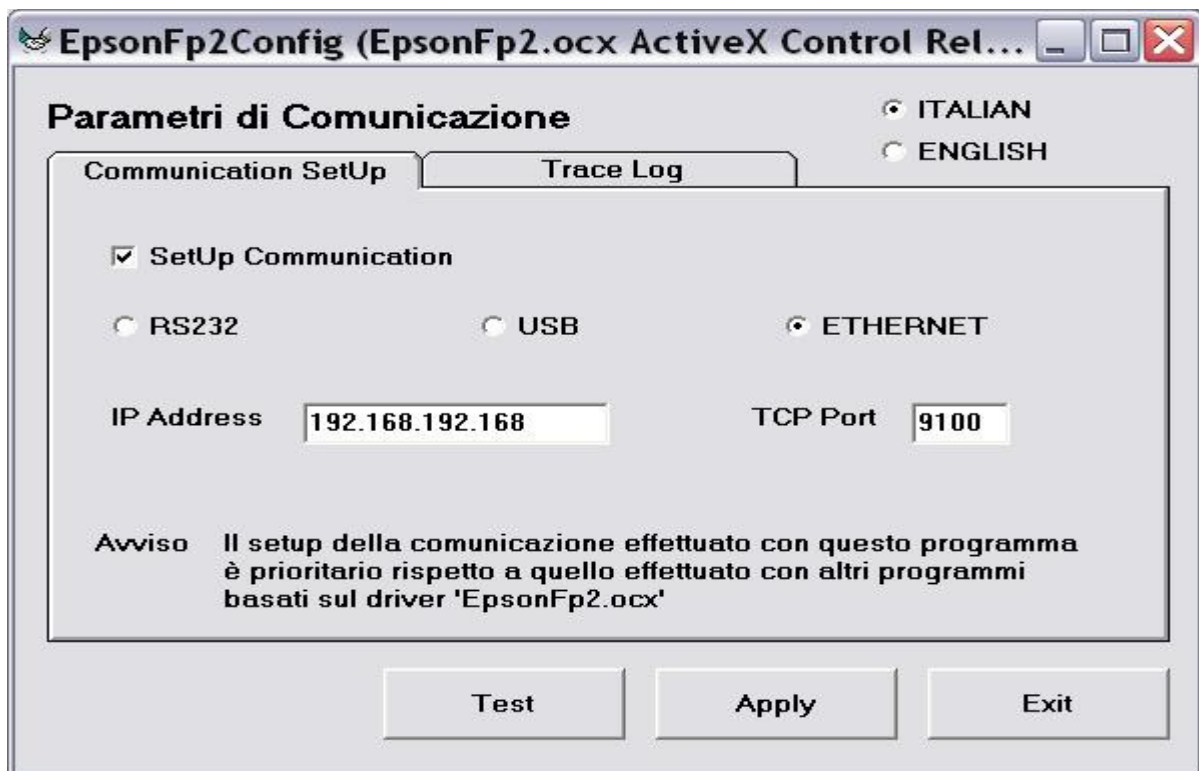 EpsonFp2Config (EpsonFp2.ocx ActiveX Control Rel...
Parametri di Comunicazione
ITALIAN
ENGLISH
Communication SetUp
Trace Log
SetUp Communication
RS232
USB
ETHERNET
IP Address
192.168.192.168
TCP Port
9100
Avviso
Il setup della comunicazione effettuato con questo programma
è prioritario rispetto a quello effettuato con altri programmi
basati sul driver 'EpsonFp2.ocx'
Test
Apply
Exit